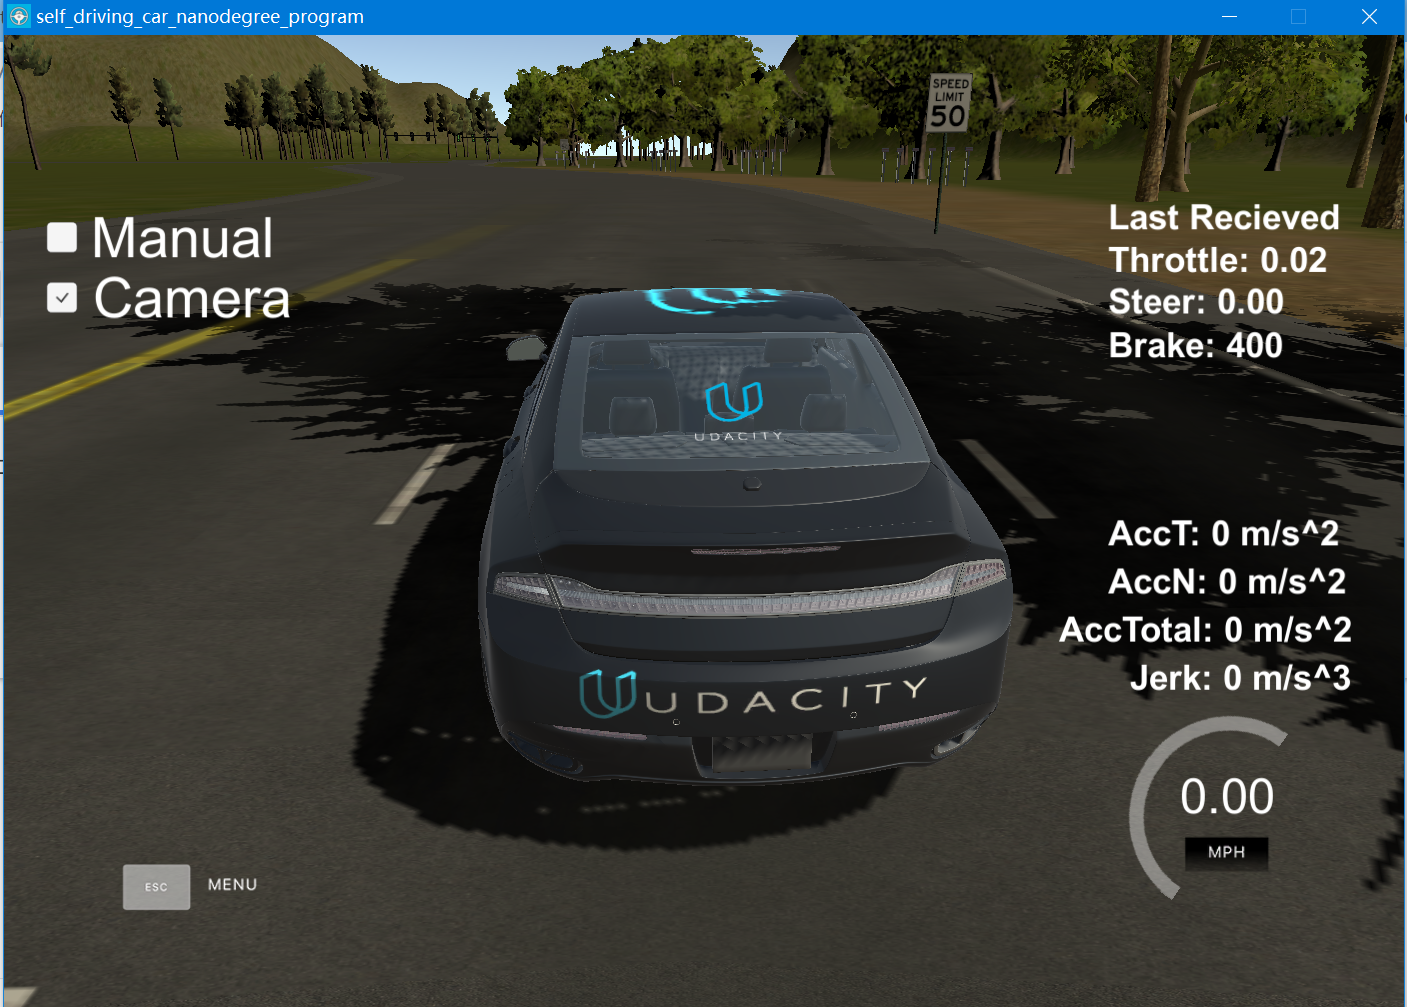 self_driving_car_nanodegree_program
SPEED
LIMIT
50
Manual
Camera
Last Recieved
Throttle: 0.02
Steer: 0.00
Brake: 400
UDACITY
AccT: 0 m/s^2
AccN: 0 m/s^2
AccTotal: 0 m/s^2
Jerk: 0 m/s^3
UDACITY
0.00
MPH
ESC MENU